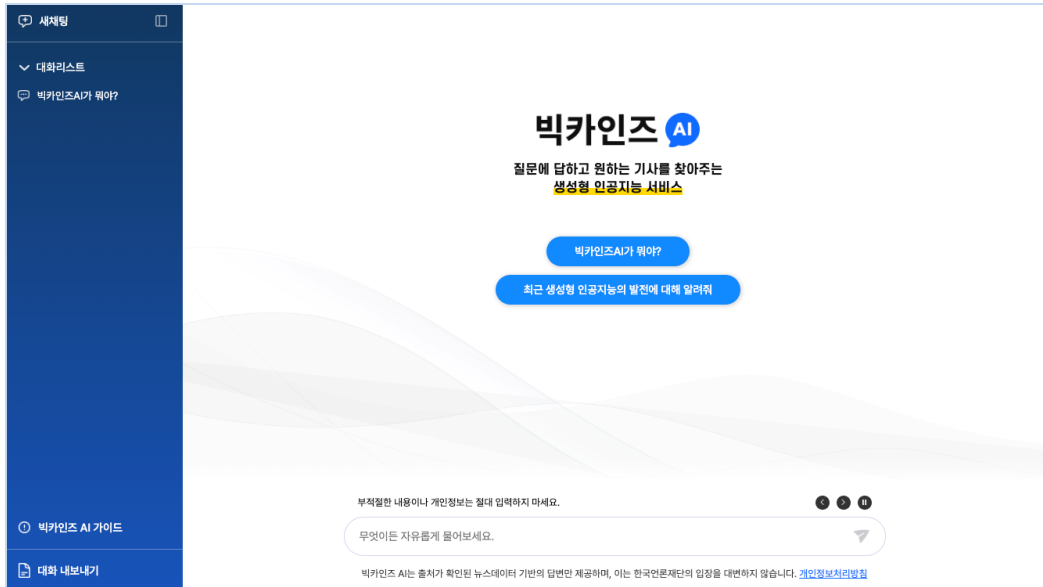 새채팅
대화리스트
빅카인즈AI가 뭐야?
빅카인즈 AI
질문에 답하고 원하는 기사를 찾아주는
생성형 인공지능 서비스
빅카인즈AI가 뭐야?
최근 생성형 인공지능의 발전에 대해 알려줘
부적절한 내용이나 개인정보는 절대 입력하지 마세요.
무엇이든 자유롭게 물어보세요.
빅카인즈 AI는 출처가 확인된 뉴스데이터 기반의 답변만 제공하며, 이는 한국언론재단의 입장을 대변하지 않습니다. 개인정보처리방침
빅카인즈 AI 가이드
대화 내보내기